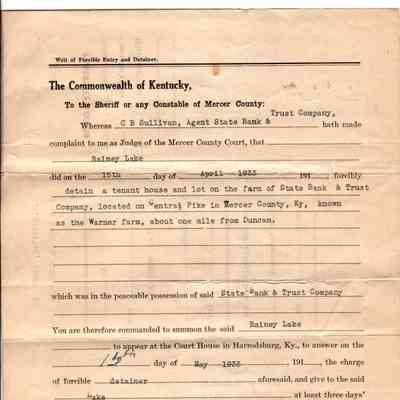 Writ of Forcible Entry and Detainer.
The Commonwealth of Kentucky,
To the Sheriff or any Constable of Mercer County:
Trust Company,
Whereas C B Sullivan, Agent State Bank & hath made
complaint to me as Judge of the Mercer County Court, that
Rainey Lake
did on the 15th day of April 1933 191 , forcibly
detain a tenant house and lot on the farm of State Bank & Trust
Company, located on Central Pike in Mercer County, Ky, known
as the Warner farm, about one mile from Duncan.
which was in the peaceable possession of said State Bank & Trust Company
You are therefore commanded to summon the said Rainey Lake
to appear at the Court House in Harrodsburg, Ky., to answer on the
day of May 1933 191 , the charge
of forcible detainer aforesaid, and give to the said
Lake at least three days'